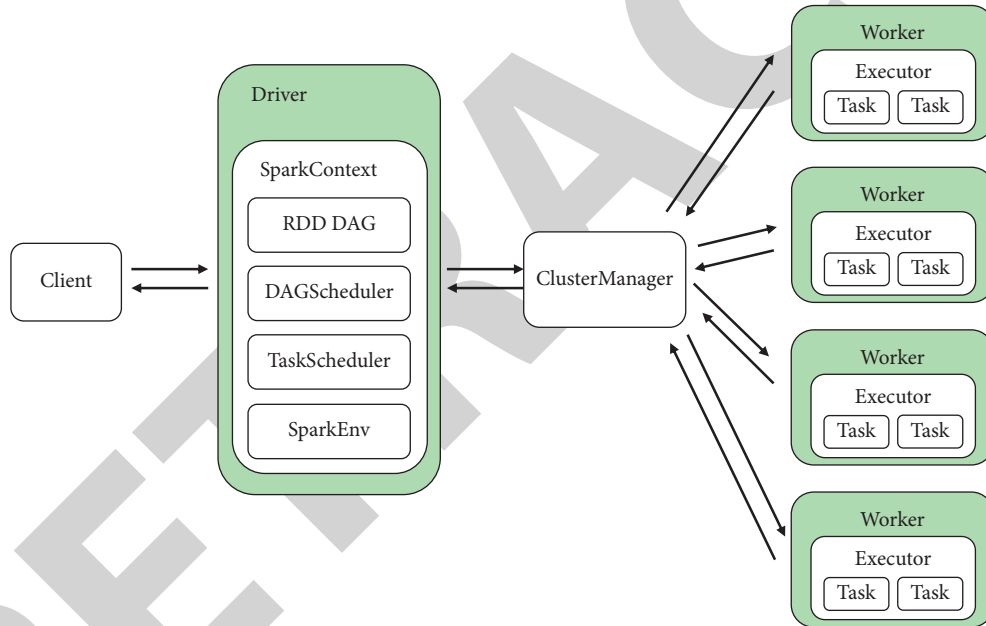 Client
Driver
SparkContext
RDD DAG
DAGScheduler
TaskScheduler
SparkEnv
ClusterManager
Worker
Executor
Task Task
Worker
Executor
Task Task
Worker
Executor
Task Task
Worker
Executor
Task Task